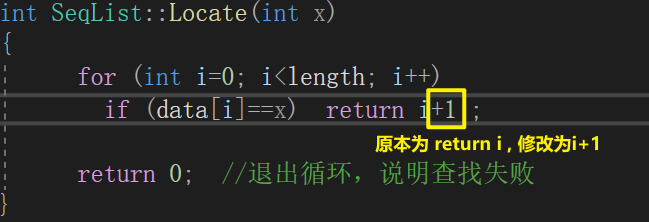 int SeqList::Locate(int x)
{
for (int i=0; i<length; i++)
if (data[i]==x) return i+1 ;
原本为 return i , 修改为i+1
return 0; //退出循环，说明查找失败
}